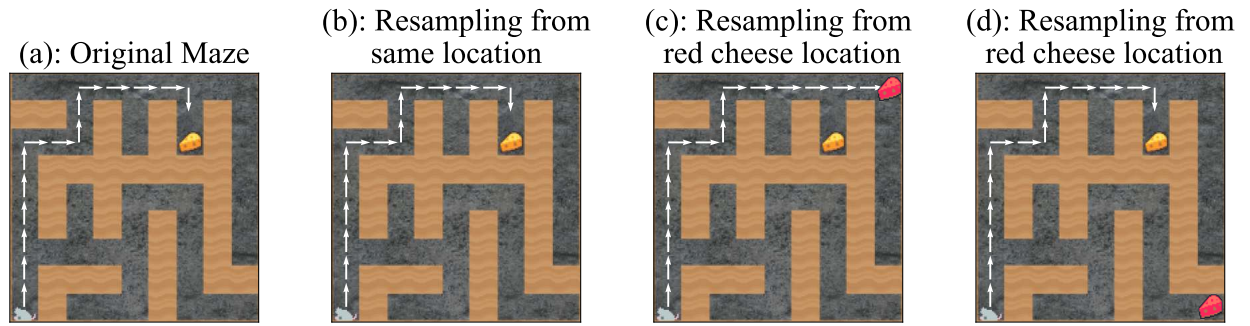 (a): Original Maze
(b): Resampling from
same location
(c): Resampling from
red cheese location
(d): Resampling from
red cheese location